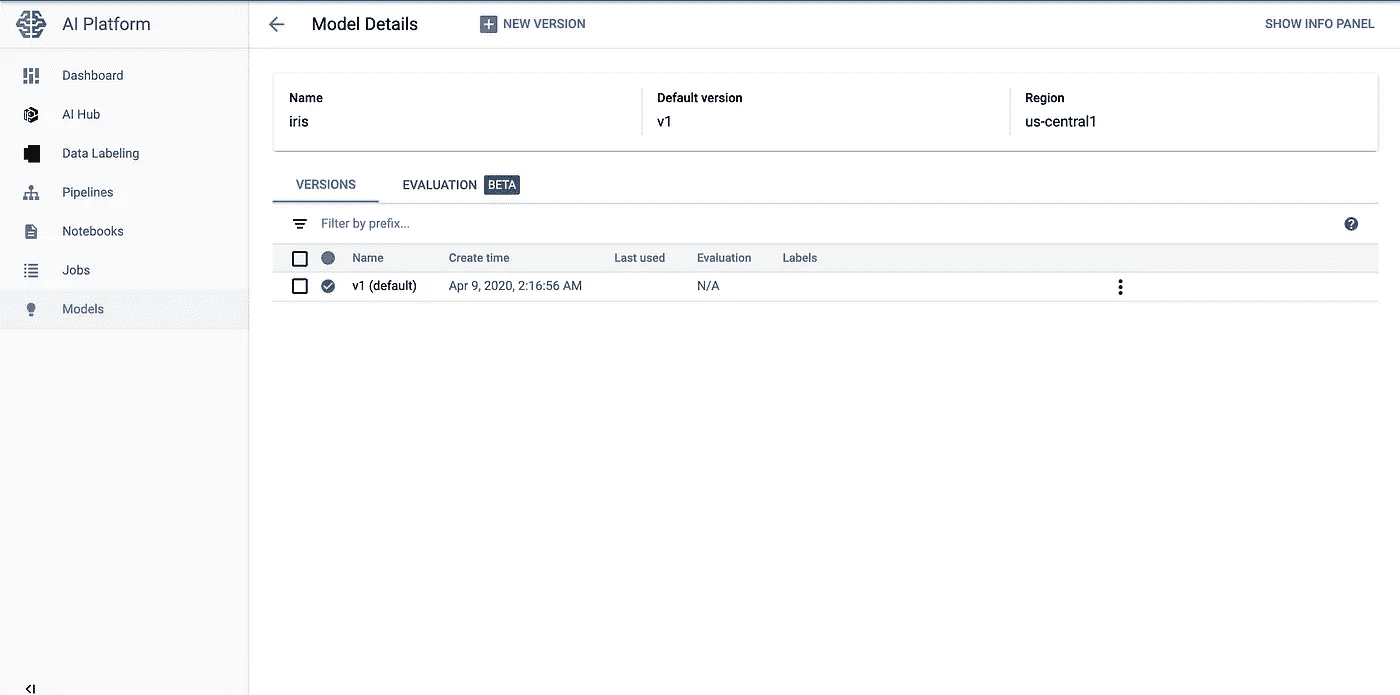 AI Platform
Dashboard
AI Hub
Data Labeling
Pipelines
Notebooks
Jobs
Models
Model Details
NEW VERSION
SHOW INFO PANEL
Name
iris
Default version
v1
Region
us-central1
VERSIONS
EVALUATION BETA
Filter by prefix...
Name Create time Last used Evaluation Labels
v1 (default) Apr 9, 2020, 2:16:56 AM N/A